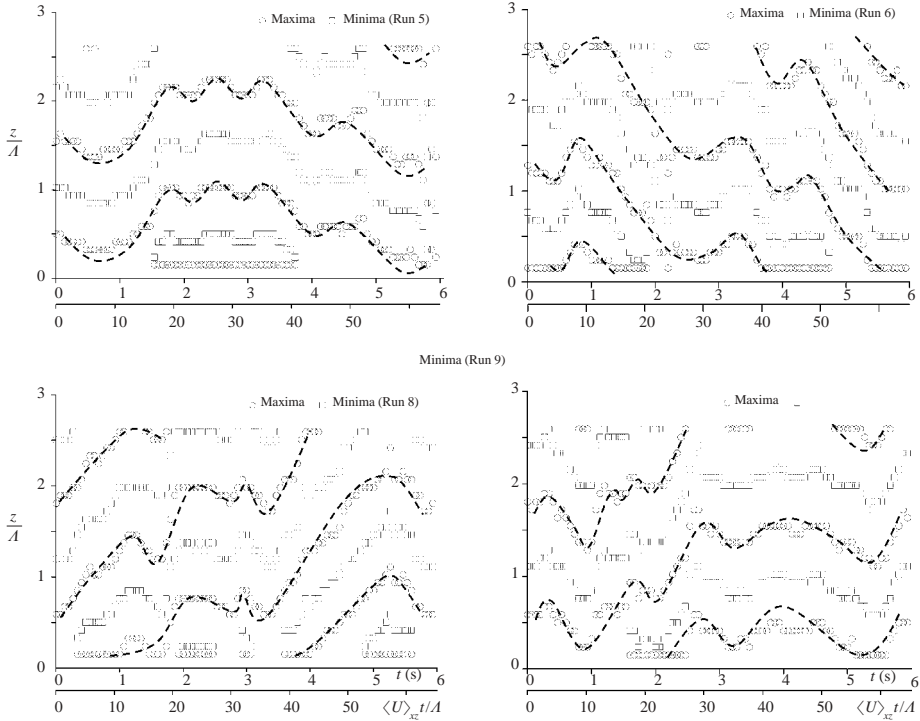 3
Maxima Minima (Run 5)
2
z
Λ
1
0
0 1 2 3 4 5 6
0 10 20 30 40 50
3
Maxima Minima (Run 6)
2
1
0
0 1 2 3 4 5 6
0 10 20 30 40 50
Minima (Run 9)
3
Maxima Minima (Run 8)
2
z
Λ
1
0
0 1 2 3 4 5 t (s) 6
0 10 20 30 40 50 ⟨U⟩xz t/Λ
3
Maxima
2
1
0
0 1 2 3 4 5 t (s) 6
0 10 20 30 40 50 ⟨U⟩xz t/Λ